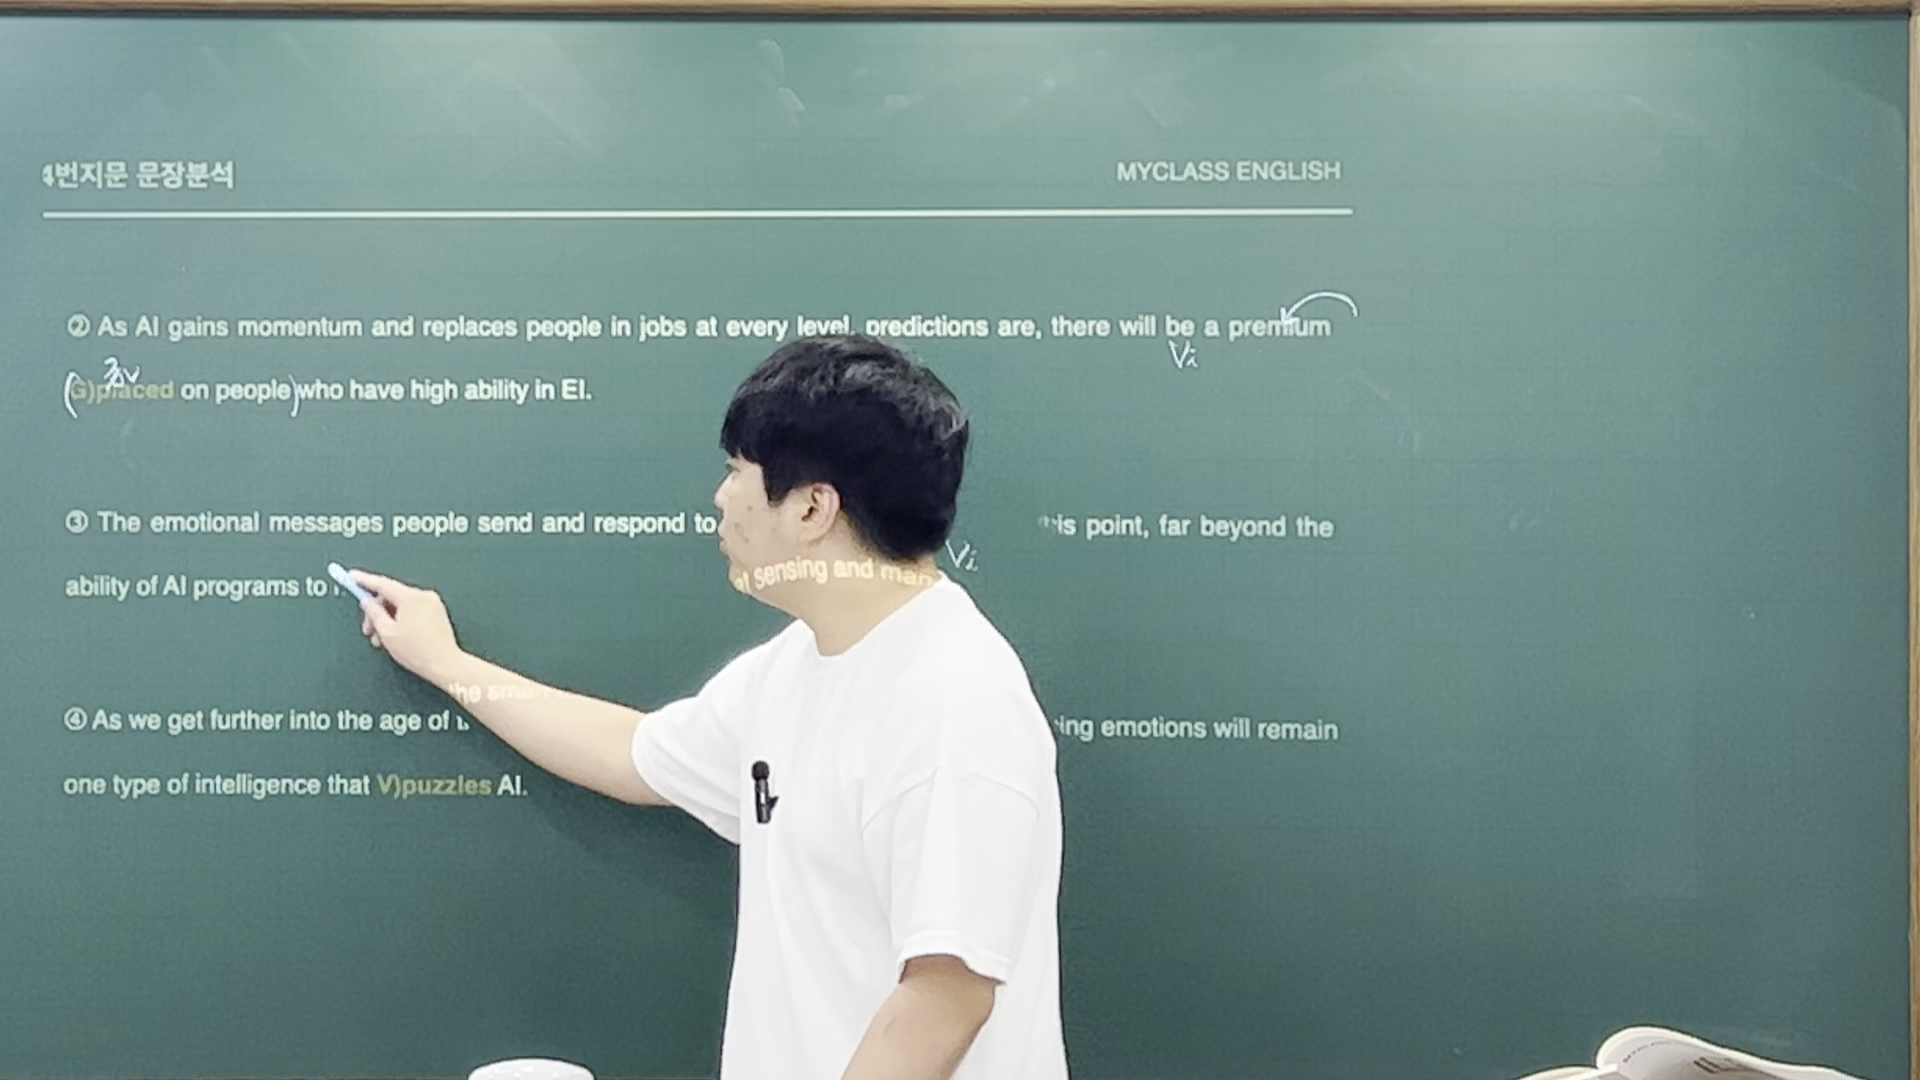 4번지문 문장분석
MYCLASS ENGLISH
② As AI gains momentum and replaces people in jobs at every level, predictions are, there will be a premium
Vi
(G)placed on people)who have high ability in EI.
③ The emotional messages people send and respond to is point, far beyond the
Vi
sensing and man
ability of AI programs to
the smar
④ As we get further into the age of ing emotions will remain
one type of intelligence that V)puzzles AI.